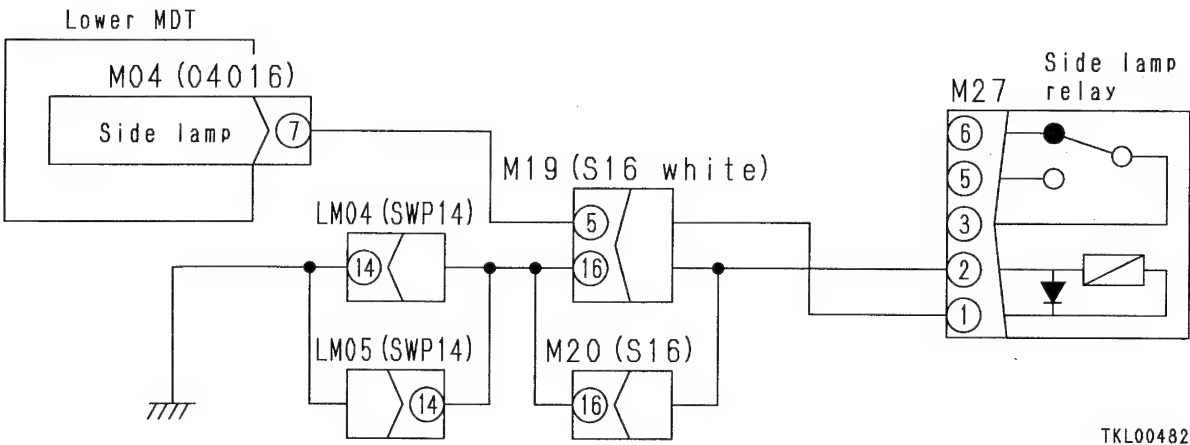 Lower MDT
M04 (04016)
Side lamp
7
M19 (S16 white)
5
16
LM04 (SWP14)
14
LM05 (SWP14)
14
M20 (S16)
16
Side lamp
relay
M27
6
5
3
2
1
TKL00482